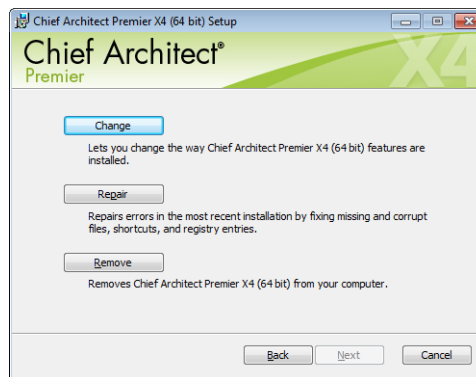 Chief Architect Premier X4 (64 bit) Setup
Chief Architect®
Premier
X4
Change
Lets you change the way Chief Architect Premier X4 (64 bit) features are
installed.
Repair
Repairs errors in the most recent installation by fixing missing and corrupt
files, shortcuts, and registry entries.
Remove
Removes Chief Architect Premier X4 (64 bit) from your computer.
Back Next Cancel